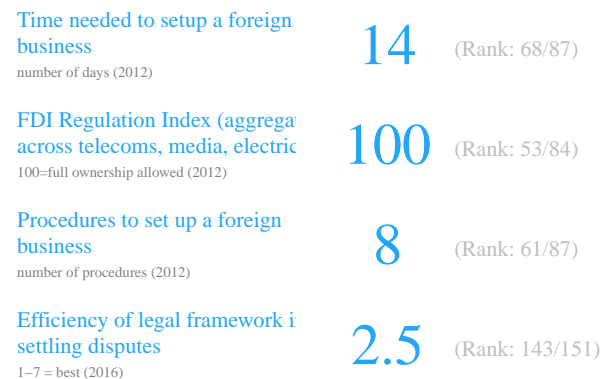 Time needed to setup a foreign
business
number of days (2012)
14
(Rank: 68/87)
FDI Regulation Index (aggregat
across telecoms, media, electric
100=full ownership allowed (2012)
100
(Rank: 53/84)
Procedures to set up a foreign
business
number of procedures (2012)
8
(Rank: 61/87)
Efficiency of legal framework i
settling disputes
1–7 = best (2016)
2.5
(Rank: 143/151)